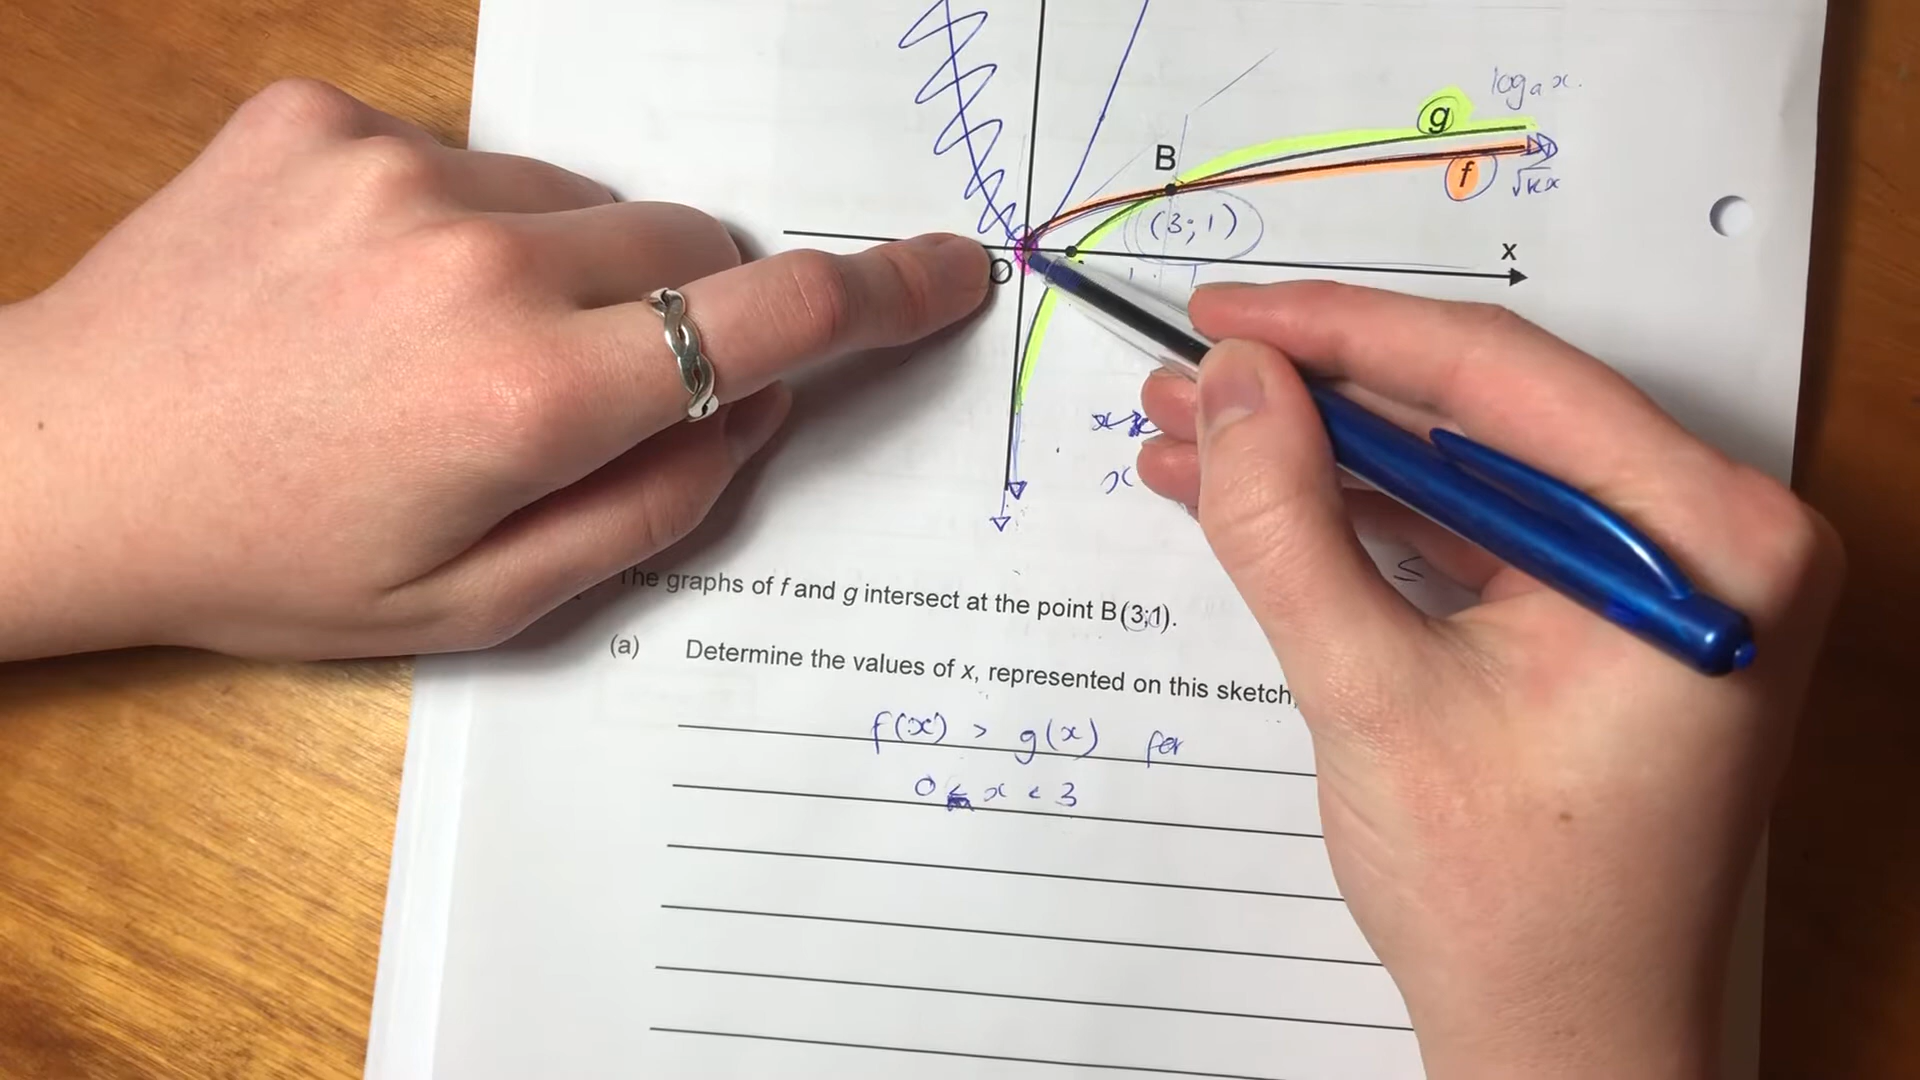 logₐ x.
g
B
f
√kx
(3;1)
x
O
x
x
≤
The graphs of f and g intersect at the point B(3;1).
(a) Determine the values of x, represented on this sketch,
f(x) > g(x) for
0 < x < 3